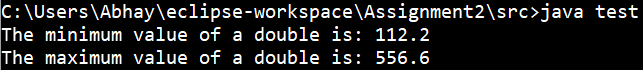 C:\Users\Abhay\eclipse-workspace\Assignment2\src>java test
The minimum value of a double is: 112.2
The maximum value of a double is: 556.6